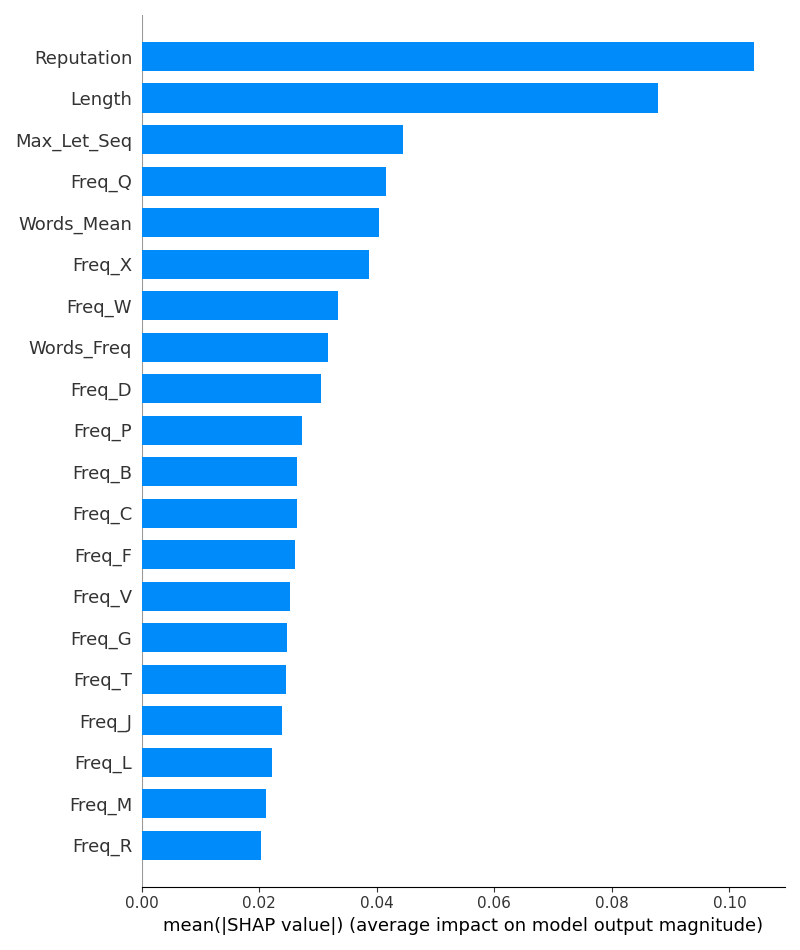 Reputation
Length
Max_Let_Seq
Freq_Q
Words_Mean
Freq_X
Freq_W
Words_Freq
Freq_D
Freq_P
Freq_B
Freq_C
Freq_F
Freq_V
Freq_G
Freq_T
Freq_J
Freq_L
Freq_M
Freq_R
0.00 0.02 0.04 0.06 0.08 0.10
mean(|SHAP value|) (average impact on model output magnitude)